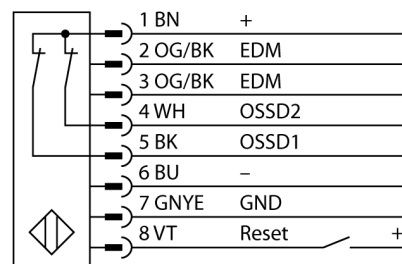 1 BN +
2 OG/BK EDM
3 OG/BK EDM
4 WH OSSD2
5 BK OSSD1
6 BU –
7 GNYE GND
8 VT Reset +